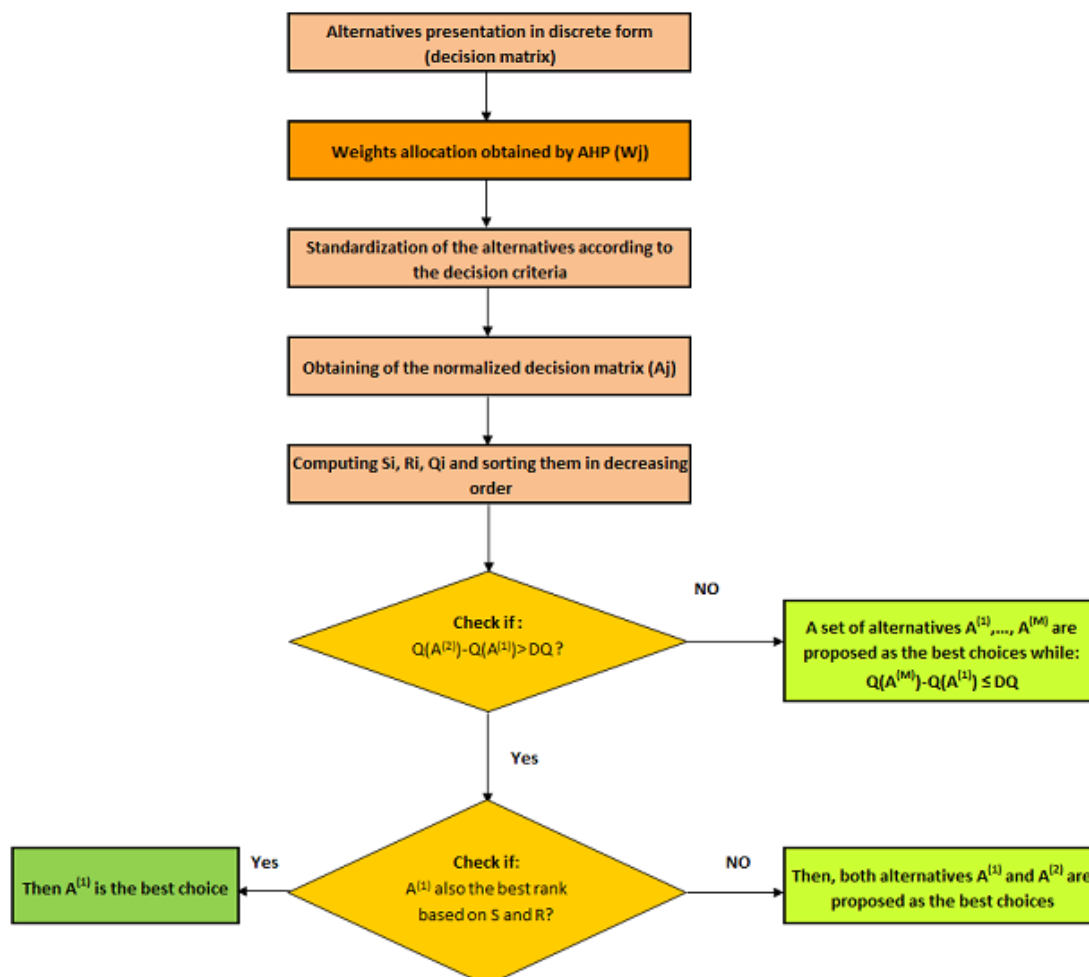 Alternatives presentation in discrete form
(decision matrix)
Weights allocation obtained by AHP (Wj)
Standardization of the alternatives according to
the decision criteria
Obtaining of the normalized decision matrix (Aj)
Computing Si, Ri, Qi and sorting them in decreasing
order
Check if :
Q(A⁽²⁾)-Q(A⁽¹⁾)> DQ ?
NO
A set of alternatives A⁽¹⁾,..., A⁽ᴹ⁾ are
proposed as the best choices while:
Q(A⁽ᴹ⁾)-Q(A⁽¹⁾) ≤ DQ
Yes
Check if:
A⁽¹⁾ also the best rank
based on S and R?
Yes
Then A⁽¹⁾ is the best choice
NO
Then, both alternatives A⁽¹⁾ and A⁽²⁾ are
proposed as the best choices